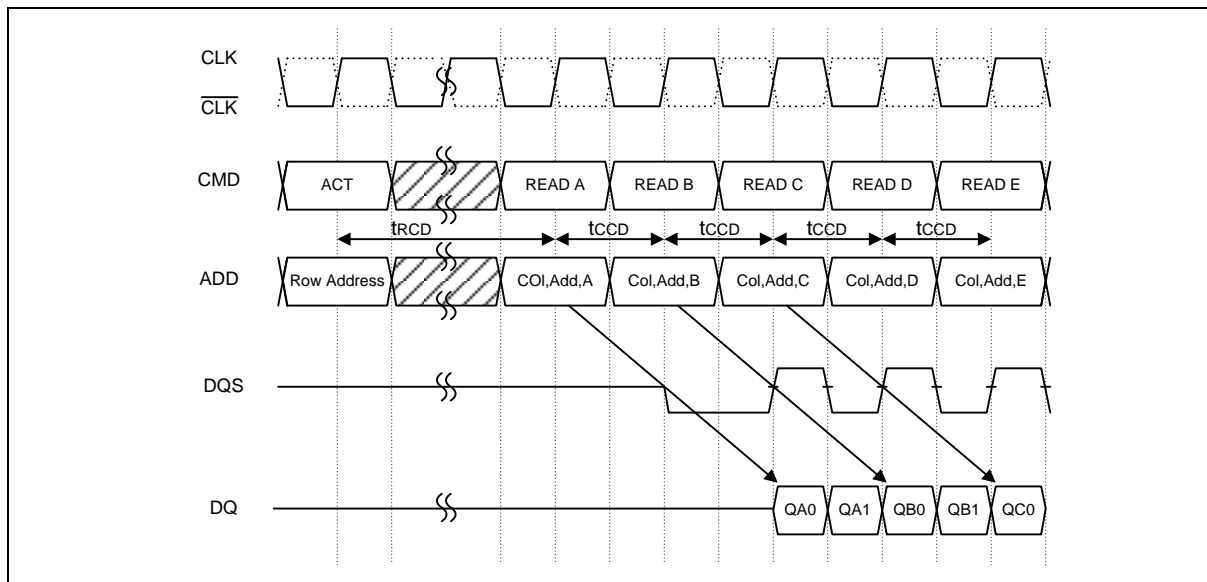 CLK
CLK
CMD ACT READ A READ B READ C READ D READ E
tRCD tCCD tCCD tCCD tCCD
ADD Row Address COl,Add,A Col,Add,B Col,Add,C Col,Add,D Col,Add,E
DQS
DQ QA0 QA1 QB0 QB1 QC0